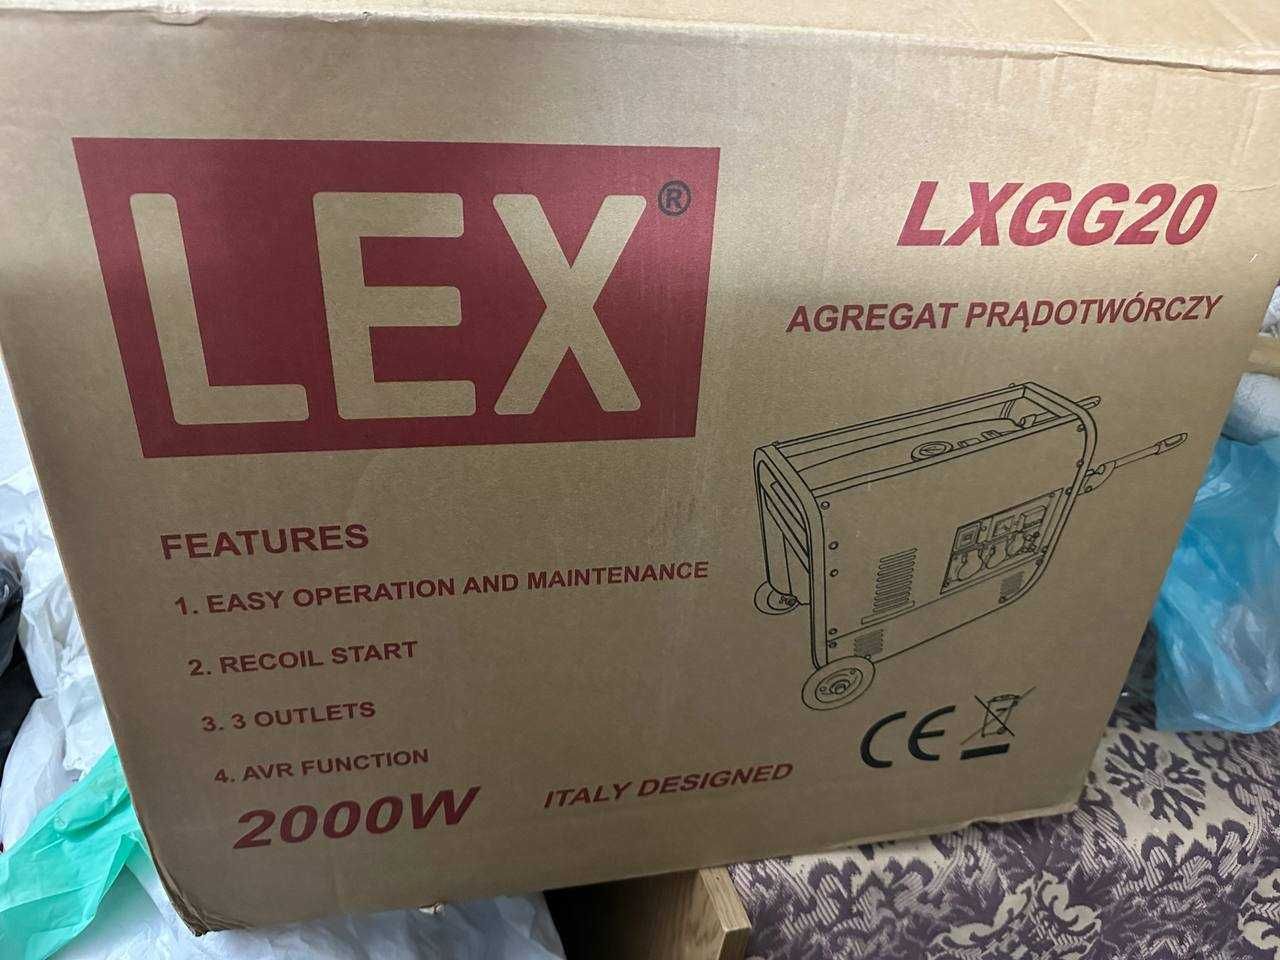 LEX®
LXGG20
AGREGAT PRĄDOTWÓRCZY
FEATURES
1. EASY OPERATION AND MAINTENANCE
2. RECOIL START
3. 3 OUTLETS
4. AVR FUNCTION
2000W
ITALY DESIGNED
CE